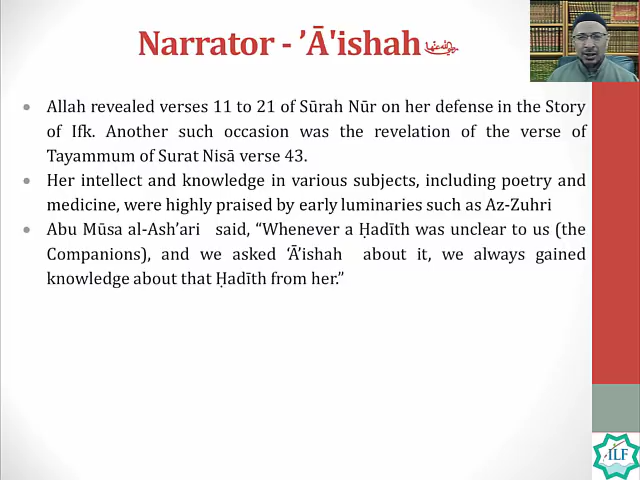 Narrator - ’Ā'ishah رضي الله عنها
• Allah revealed verses 11 to 21 of Sūrah Nūr on her defense in the Story
of Ifk. Another such occasion was the revelation of the verse of
Tayammum of Surat Nisā verse 43.
• Her intellect and knowledge in various subjects, including poetry and
medicine, were highly praised by early luminaries such as Az-Zuhri
• Abu Mūsa al-Ash’ari said, “Whenever a Ḥadīth was unclear to us (the
Companions), and we asked ‘Ā’ishah about it, we always gained
knowledge about that Ḥadīth from her.”
ILF